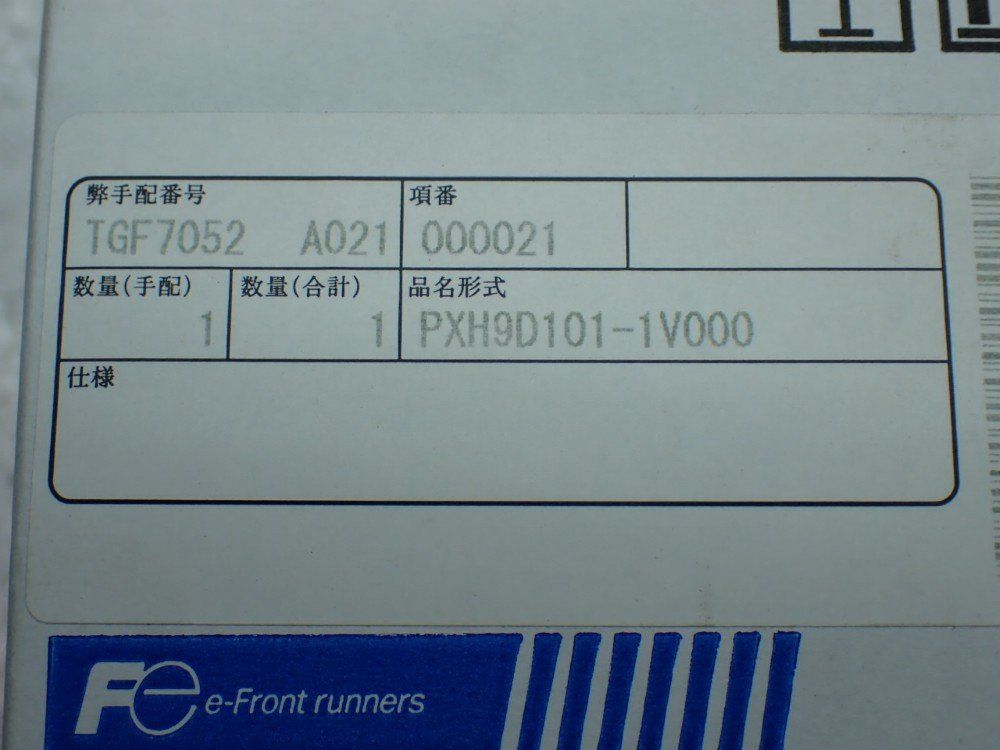 弊手配番号 項番
TGF7052 A021 000021
数量(手配) 数量(合計) 品名形式
1 1 PXH9D101-1V000
仕様
Fe e-Front runners